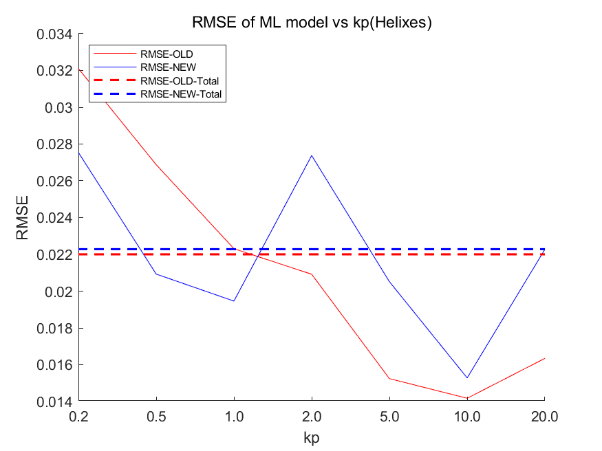 RMSE of ML model vs kp(Helixes)
0.034
0.032
0.03
0.028
0.026
0.024
0.022
0.02
0.018
0.016
0.014
RMSE
RMSE-OLD
RMSE-NEW
RMSE-OLD-Total
RMSE-NEW-Total
0.2 0.5 1.0 2.0 5.0 10.0 20.0
kp